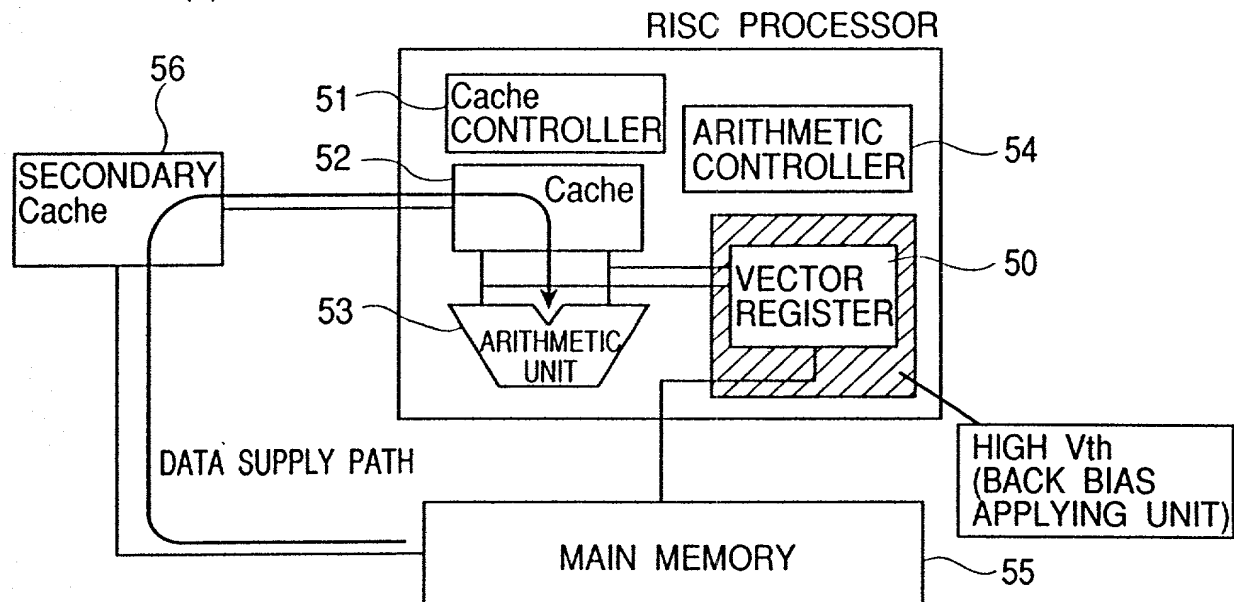 RISC PROCESSOR
56
51
Cache
CONTROLLER
ARITHMETIC
CONTROLLER
54
52
SECONDARY
Cache
Cache
50
VECTOR
REGISTER
53
ARITHMETIC
UNIT
DATA SUPPLY PATH
HIGH Vth
(BACK BIAS
APPLYING UNIT)
MAIN MEMORY
55